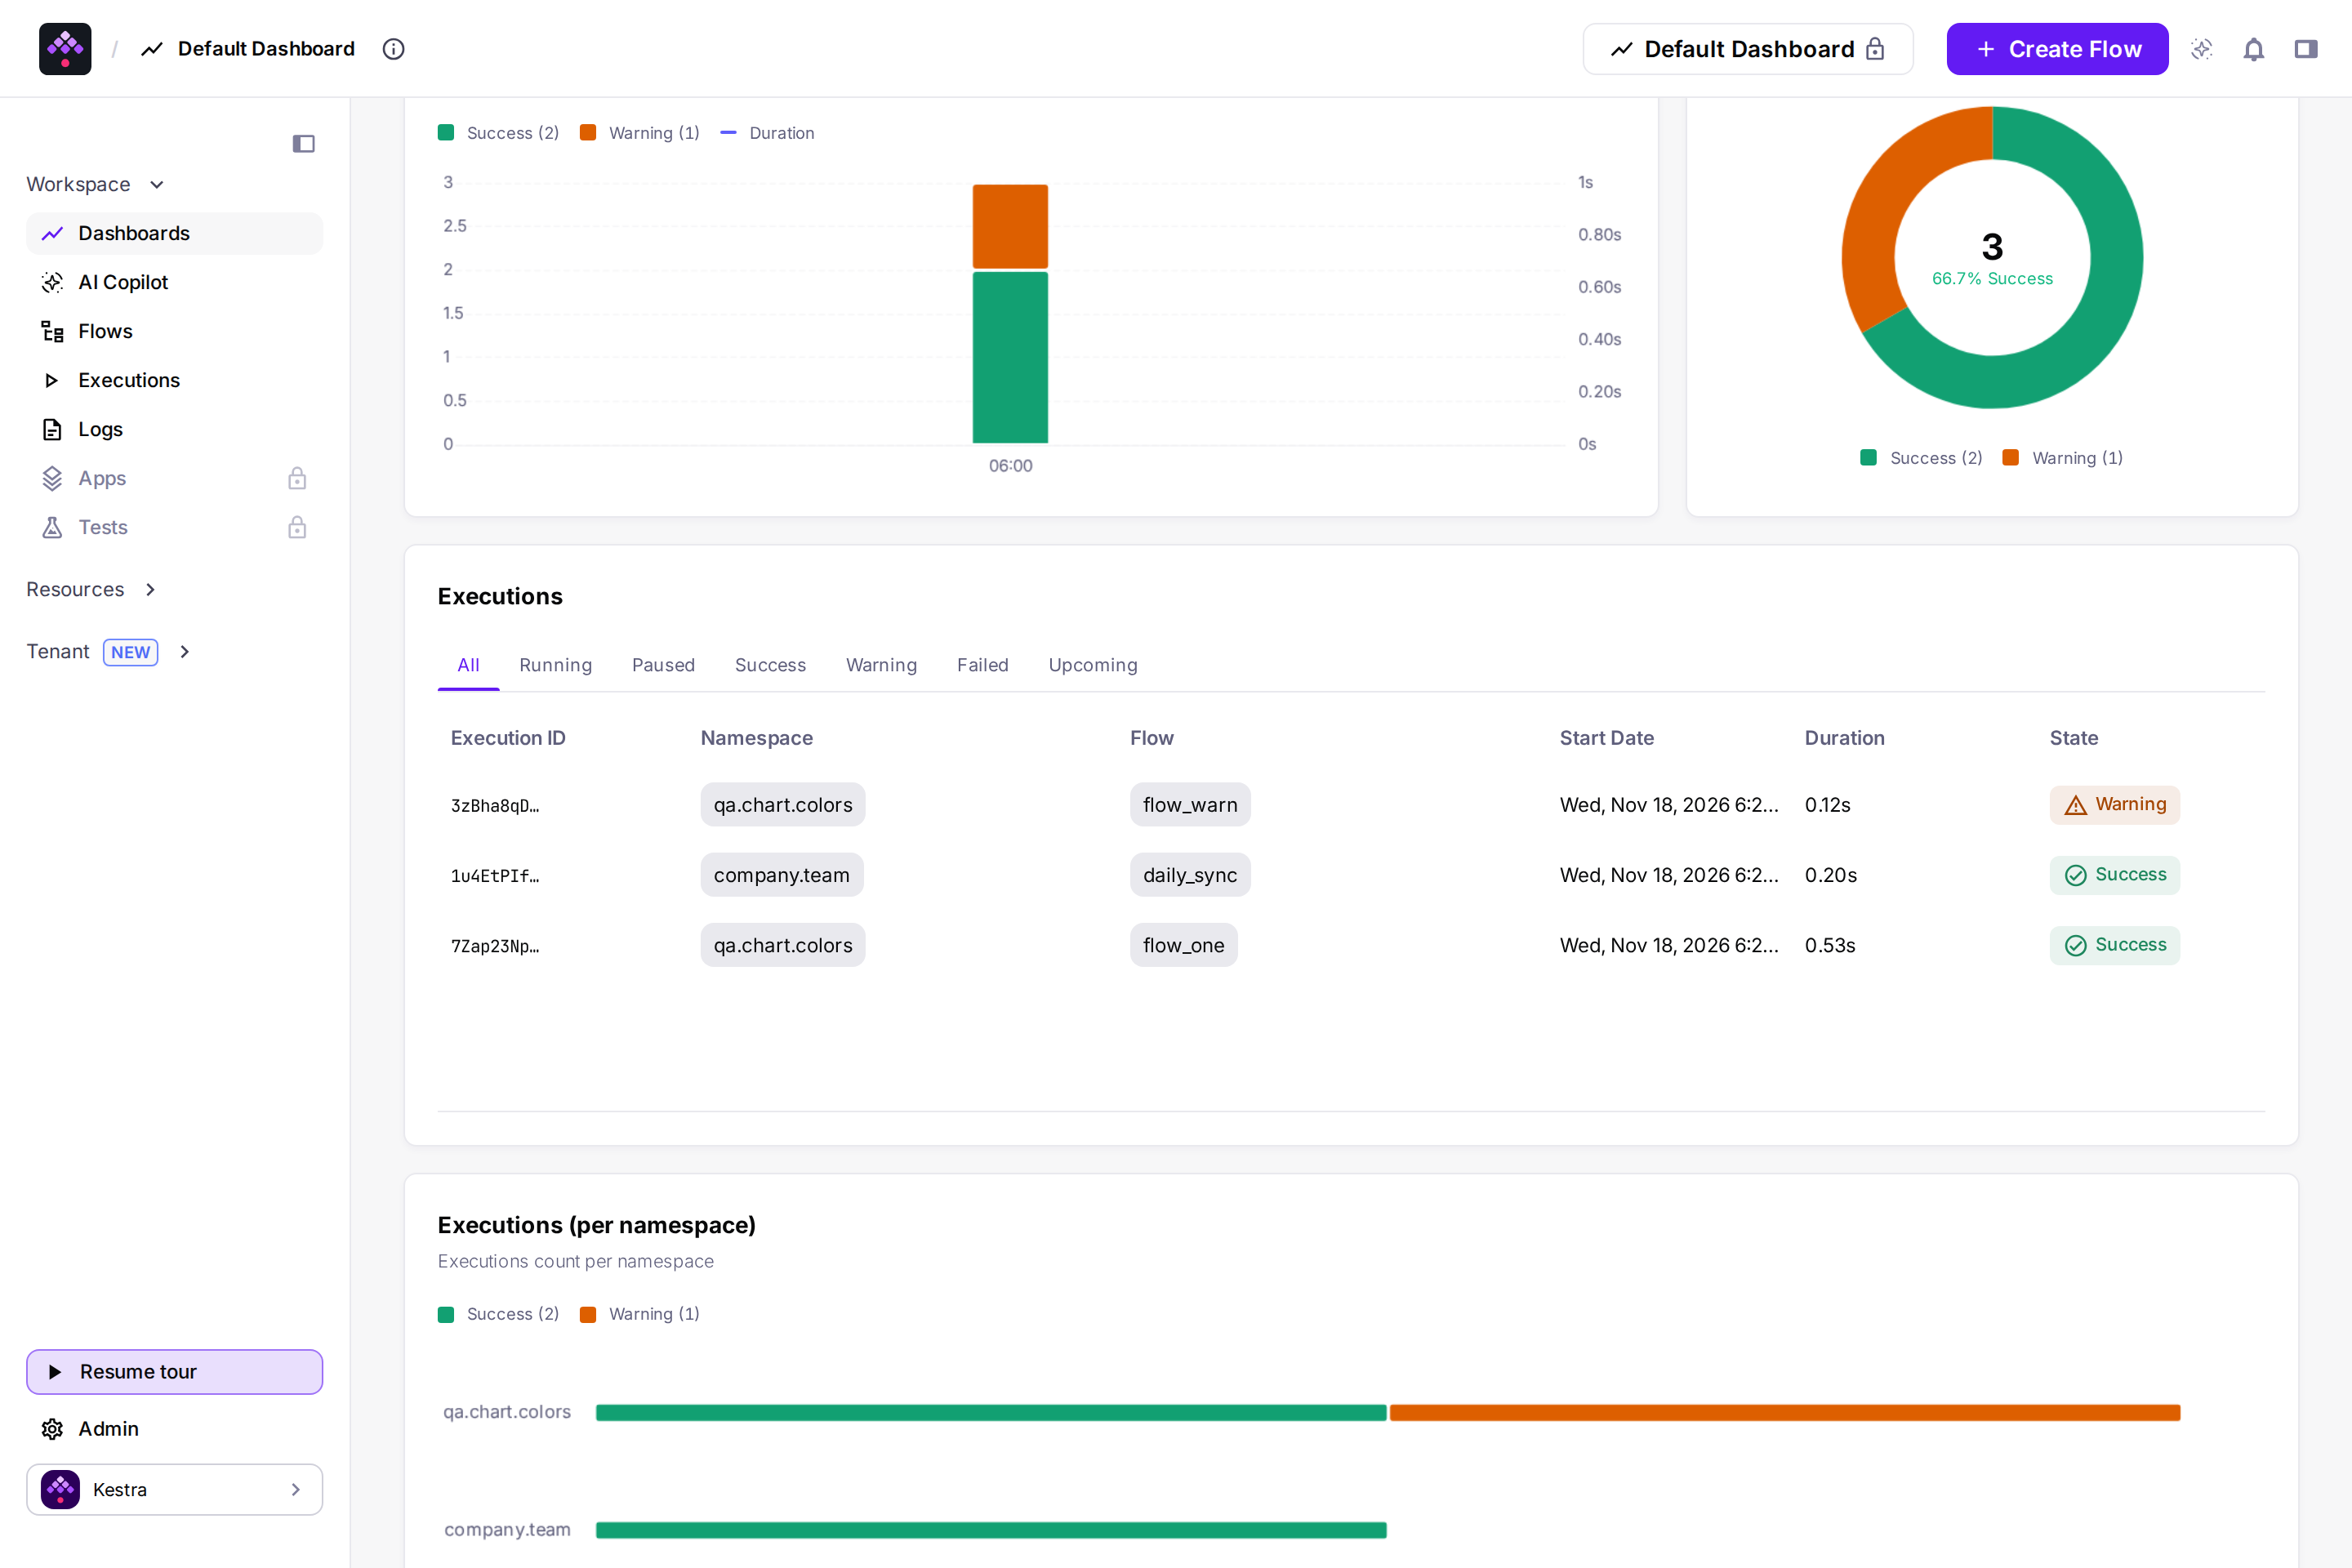 / Default Dashboard
Default Dashboard
+ Create Flow
Workspace
Dashboards
AI Copilot
Flows
Executions
Logs
Apps
Tests
Resources
Tenant NEW
Resume tour
Admin
Kestra
Success (2) Warning (1) Duration
3
2.5
2
1.5
1
0.5
0
1s
0.80s
0.60s
0.40s
0.20s
0s
06:00
3
66.7% Success
Success (2) Warning (1)
Executions
All Running Paused Success Warning Failed Upcoming
Execution ID Namespace Flow Start Date Duration State
3zBha8qD… qa.chart.colors flow_warn Wed, Nov 18, 2026 6:2... 0.12s Warning
1u4EtPIf… company.team daily_sync Wed, Nov 18, 2026 6:2... 0.20s Success
7Zap23Np… qa.chart.colors flow_one Wed, Nov 18, 2026 6:2... 0.53s Success
Executions (per namespace)
Executions count per namespace
Success (2) Warning (1)
qa.chart.colors
company.team